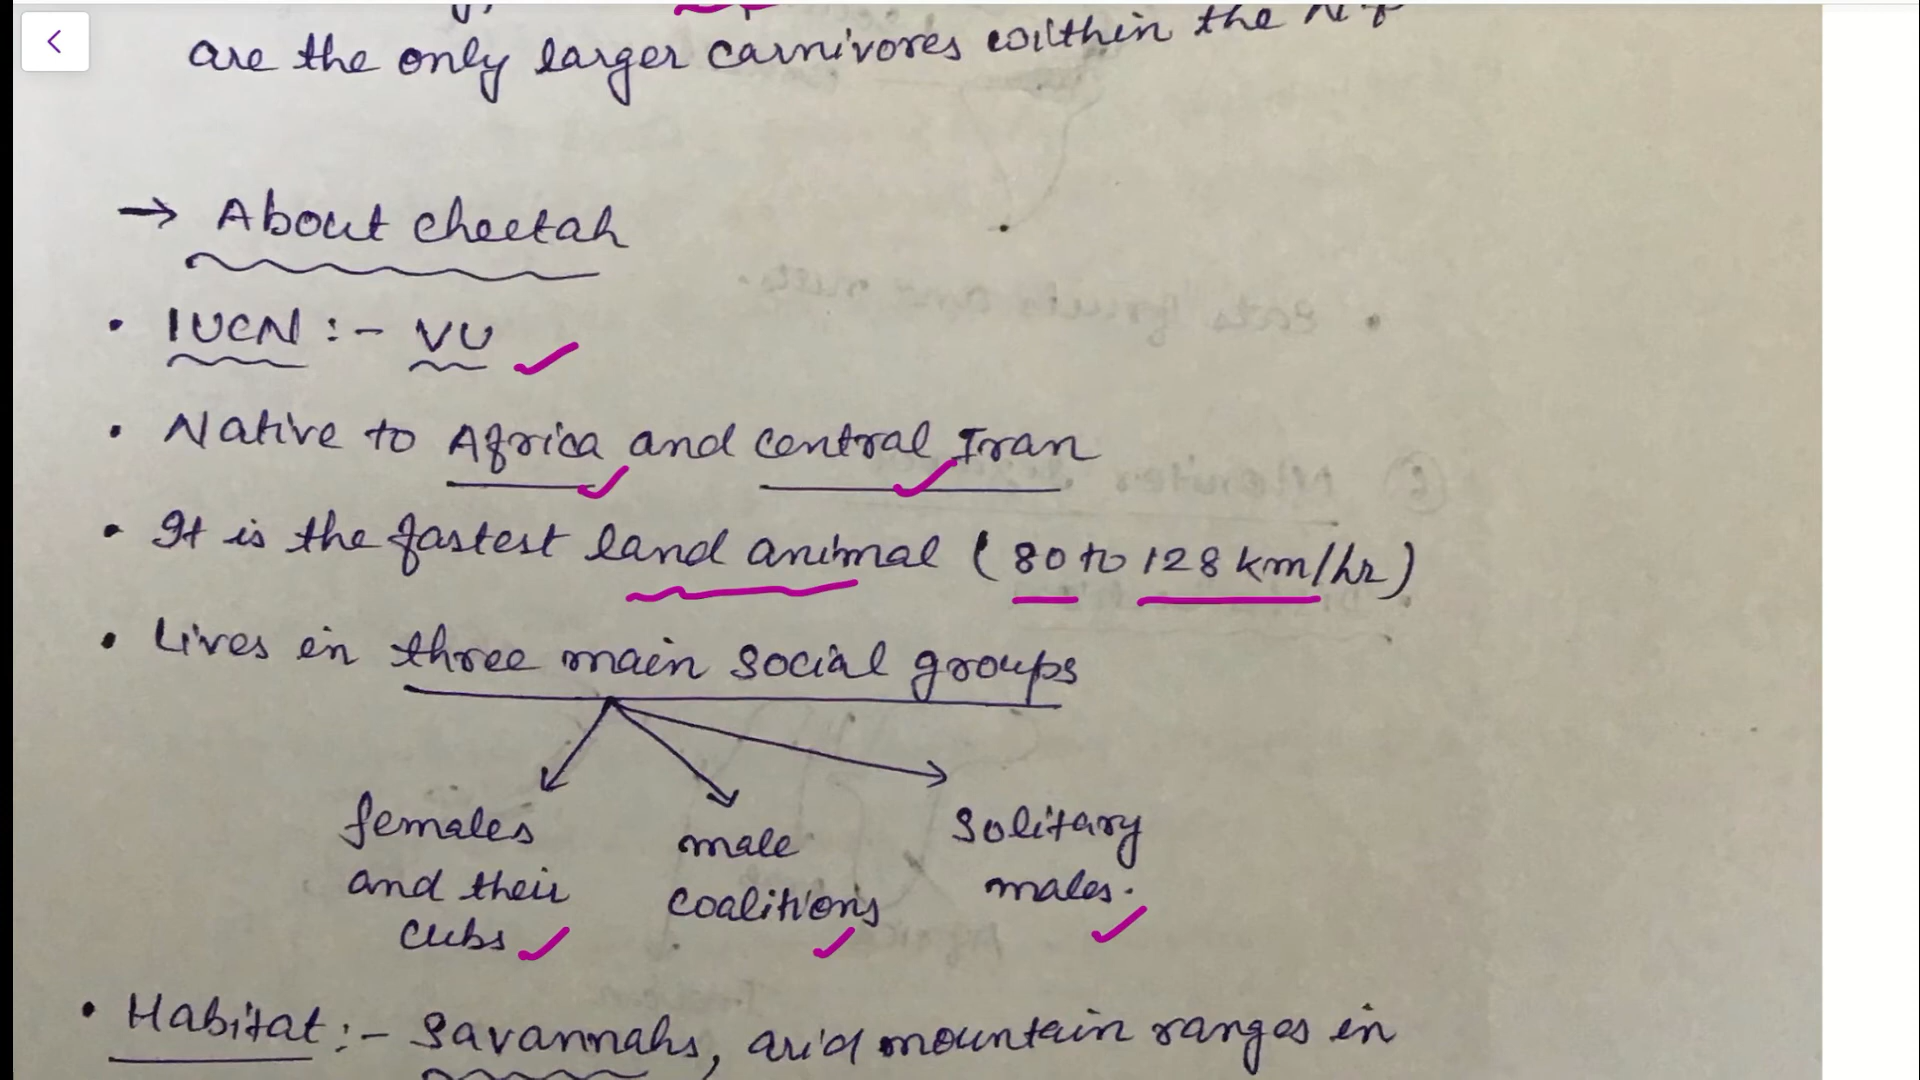 are the only larger carnivores within the N.P
→ About cheetah
• IUCN :- VU
• Native to Africa and central Iran
• It is the fastest land animal (80 to 128 km/hr)
• Lives in three main social groups
females and their cubs
male coalitions
solitary males.
• Habitat :- Savannahs, arid mountain ranges in